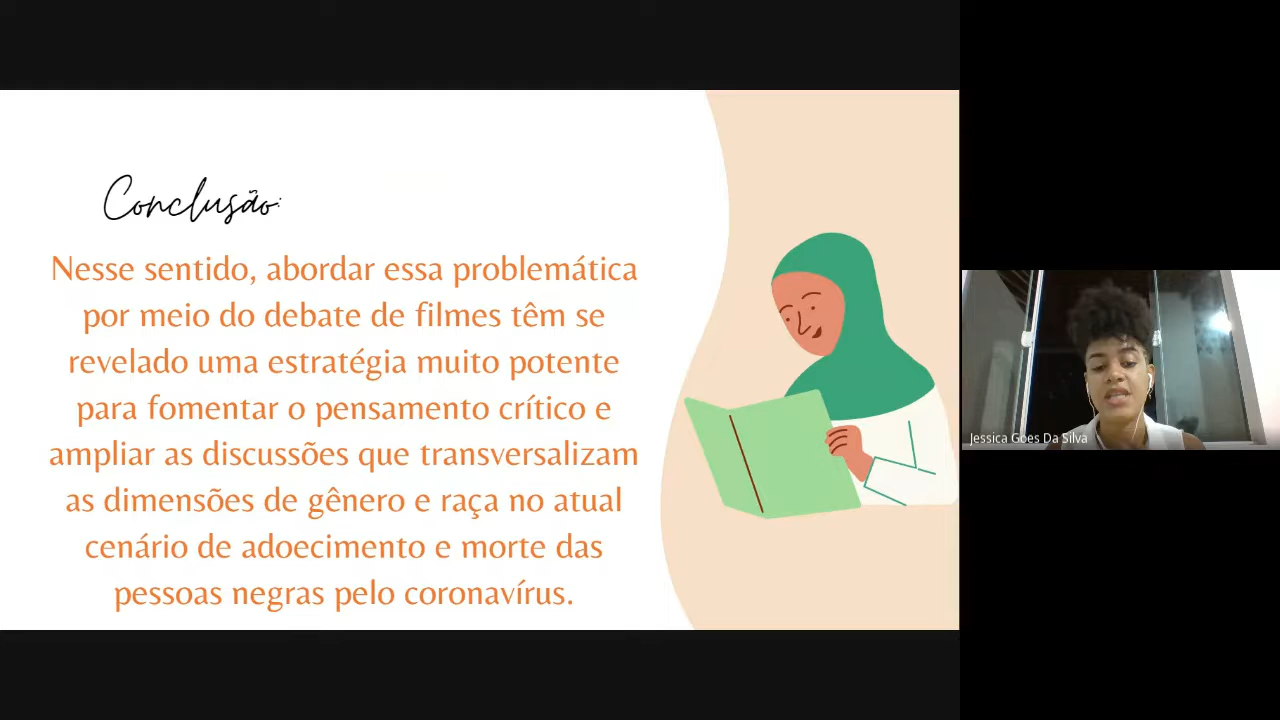 Conclusão:
Nesse sentido, abordar essa problemática
por meio do debate de filmes têm se
revelado uma estratégia muito potente
para fomentar o pensamento crítico e
ampliar as discussões que transversalizam
as dimensões de gênero e raça no atual
cenário de adoecimento e morte das
pessoas negras pelo coronavírus.
Jessica Goes Da Silva